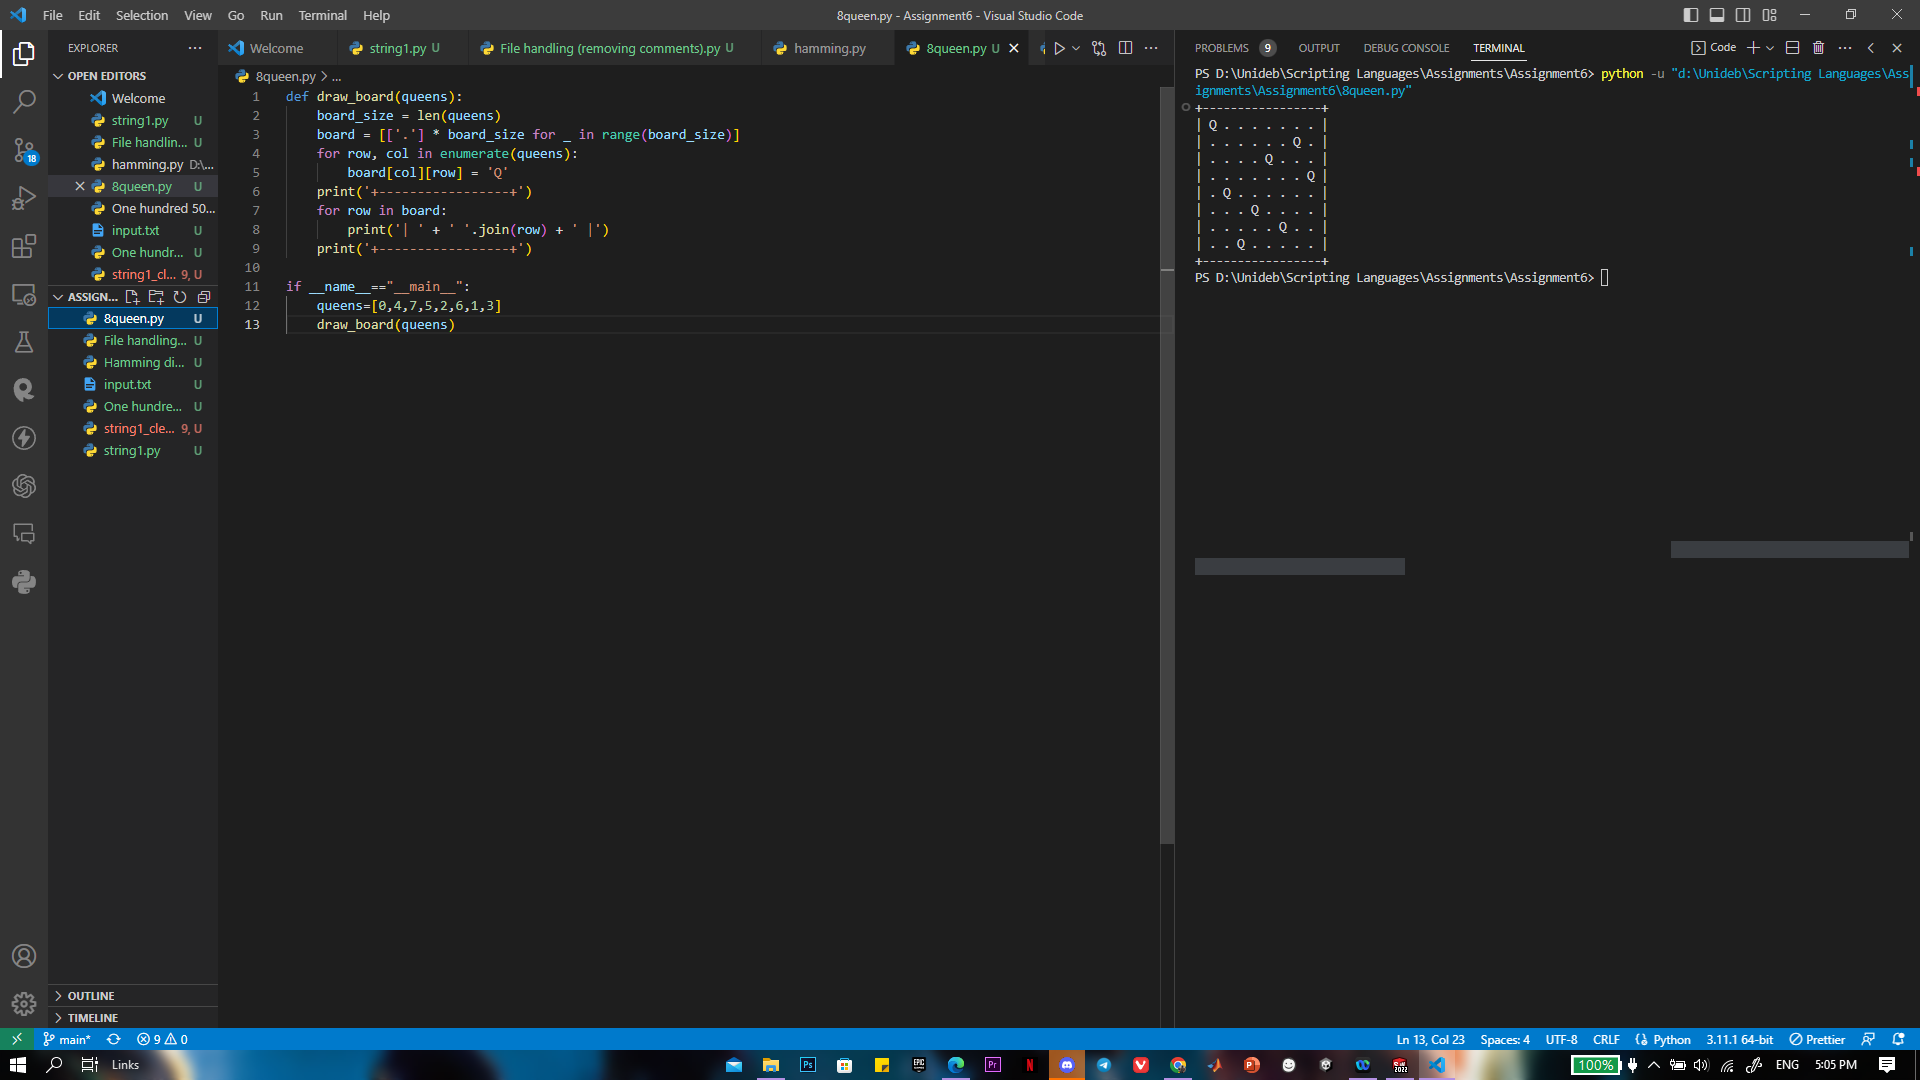 File Edit Selection View Go Run Terminal Help
8queen.py - Assignment6 - Visual Studio Code
EXPLORER
OPEN EDITORS
Welcome
string1.py U
File handlin... U
hamming.py D:\...
8queen.py U
One hundred 50...
input.txt U
One hundr... U
string1_cl... 9, U
ASSIGN...
8queen.py U
File handling... U
Hamming di... U
input.txt U
One hundre... U
string1_cle... 9, U
string1.py U
OUTLINE
TIMELINE
18
Welcome string1.py U File handling (removing comments).py U hamming.py 8queen.py U
8queen.py > ...
1 def draw_board(queens):
2 board_size = len(queens)
3 board = [['.'] * board_size for _ in range(board_size)]
4 for row, col in enumerate(queens):
5 board[col][row] = 'Q'
6 print('+-----------------+')
7 for row in board:
8 print('| ' + ' '.join(row) + ' |')
9 print('+-----------------+')
10
11 if __name__=="__main__":
12 queens=[0,4,7,5,2,6,1,3]
13 draw_board(queens)
PROBLEMS 9 OUTPUT DEBUG CONSOLE TERMINAL Code
PS D:\Unideb\Scripting Languages\Assignments\Assignment6> python -u "d:\Unideb\Scripting Languages\Ass
ignments\Assignment6\8queen.py"
+-----------------+
| Q . . . . . . . |
| . . . . . . Q . |
| . . . . Q . . . |
| . . . . . . . Q |
| . Q . . . . . . |
| . . . Q . . . . |
| . . . . . Q . . |
| . . Q . . . . . |
+-----------------+
PS D:\Unideb\Scripting Languages\Assignments\Assignment6>
main* 9 0
Ln 13, Col 23 Spaces: 4 UTF-8 CRLF Python 3.11.1 64-bit Prettier
Links
Ps
EPIC
Pr
N
2022
100%
ENG 5:05 PM